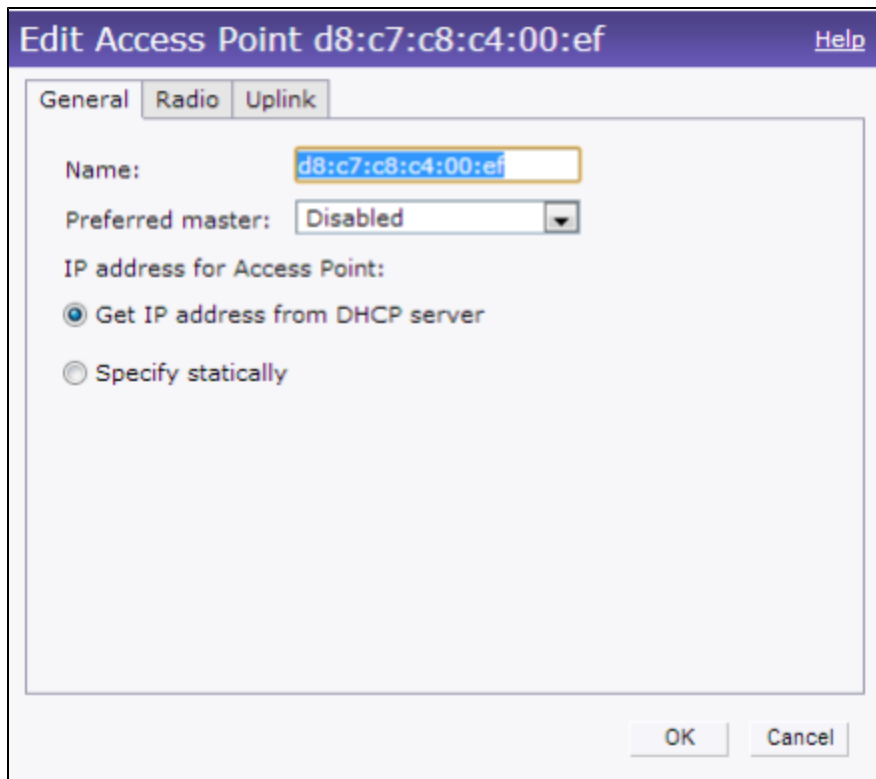 Edit Access Point d8:c7:c8:c4:00:ef Help
General Radio Uplink
Name: d8:c7:c8:c4:00:ef
Preferred master: Disabled
IP address for Access Point:
Get IP address from DHCP server
Specify statically
OK Cancel